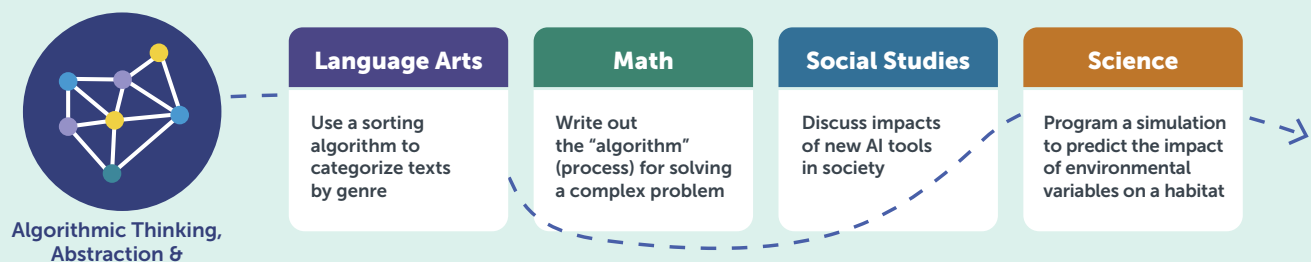 Language Arts
Use a sorting
algorithm to
categorize texts
by genre
Math
Write out
the “algorithm”
(process) for solving
a complex problem
Social Studies
Discuss impacts
of new AI tools
in society
Science
Program a simulation
to predict the impact
of environmental
variables on a habitat
Algorithmic Thinking,
Abstraction &